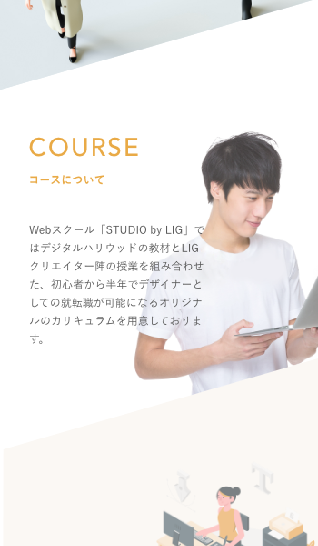 COURSE
コースについて
Webスクール「STUDIO by LIG」で
はデジタルハリウッドの教材とLIG
クリエイター陣の授業を組み合わせ
た、初心者から半年でデザイナーと
しての就転職が可能になるオリジナ
ルのカリキュラムを用意しておりま
す。